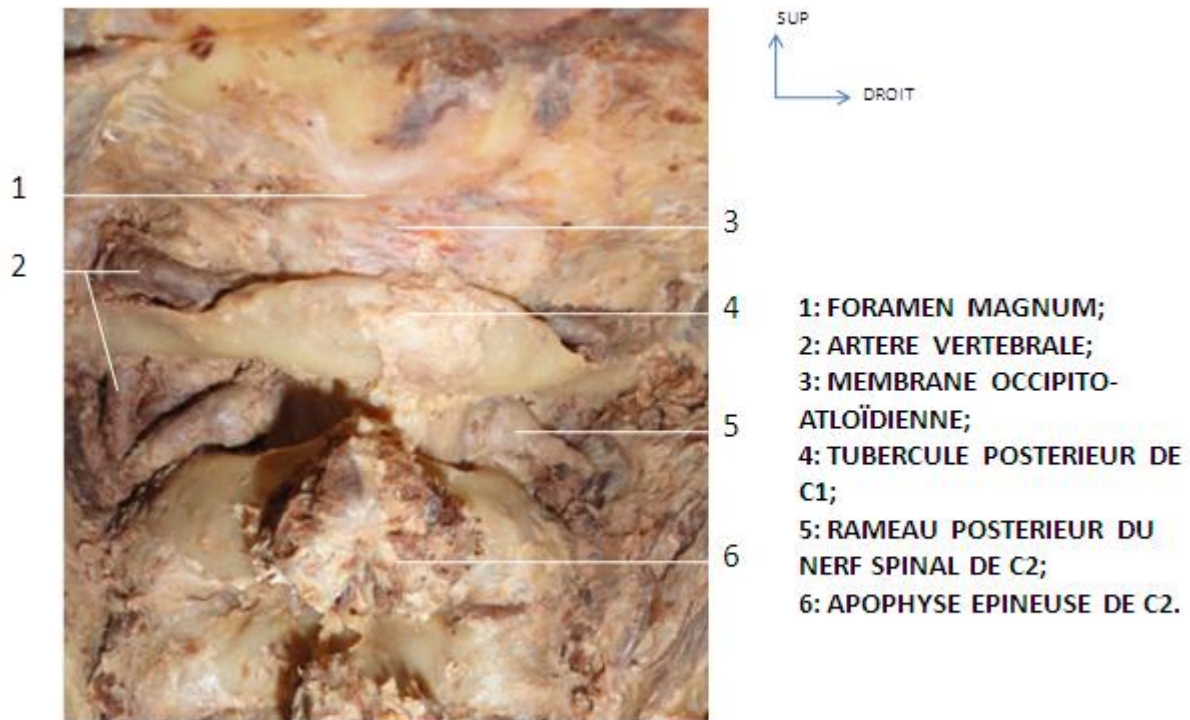 SUP
DROIT
1
2
3
4
5
6
1: FORAMEN MAGNUM;
2: ARTERE VERTEBRALE;
3: MEMBRANE OCCIPITO-
ATLOÏDIENNE;
4: TUBERCULE POSTERIEUR DE
C1;
5: RAMEAU POSTERIEUR DU
NERF SPINAL DE C2;
6: APOPHYSE EPINEUSE DE C2.